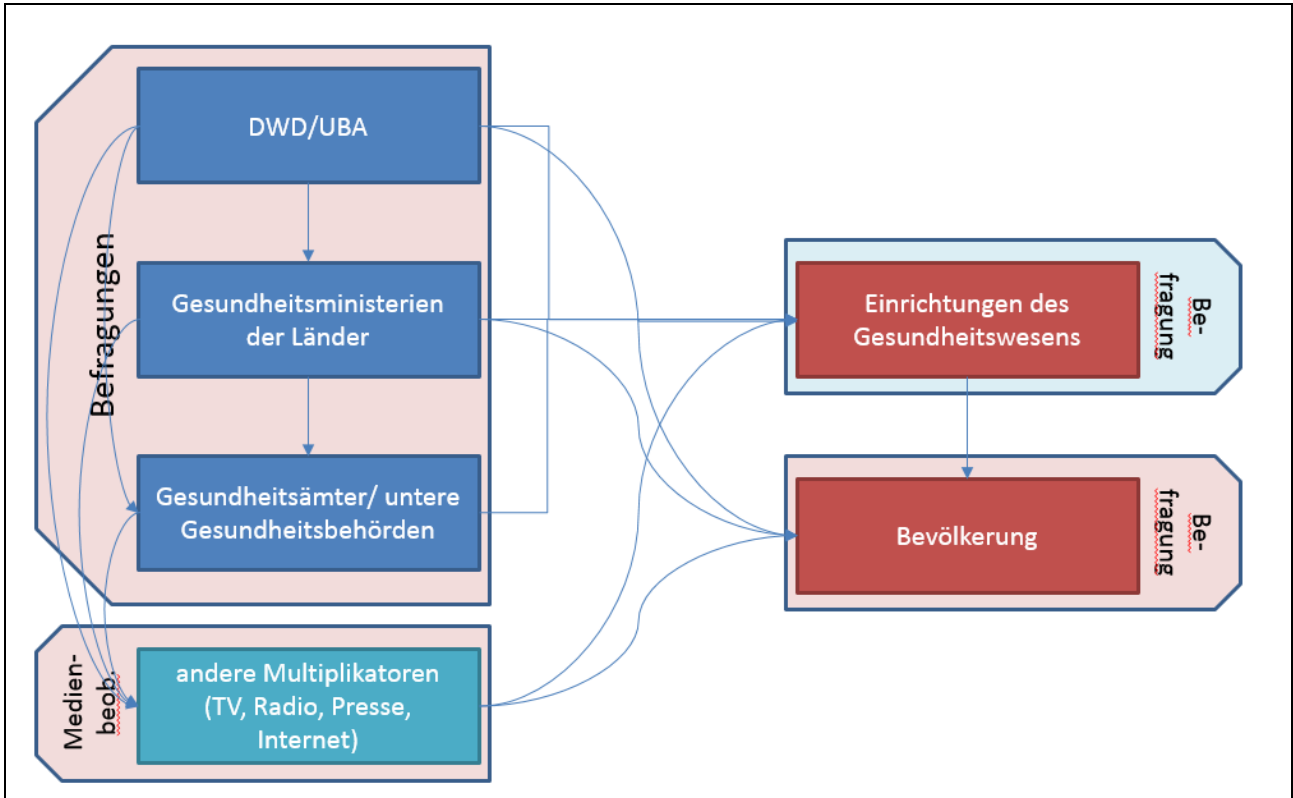 DWD/UBA
Befragungen
Gesundheitsministerien
der Länder
Gesundheitsämter/ untere
Gesundheitsbehörden
Medien-
beob.
andere Multiplikatoren
(TV, Radio, Presse,
Internet)
Einrichtungen des
Gesundheitswesens
Be-
fragung
Bevölkerung
Be-
fragung